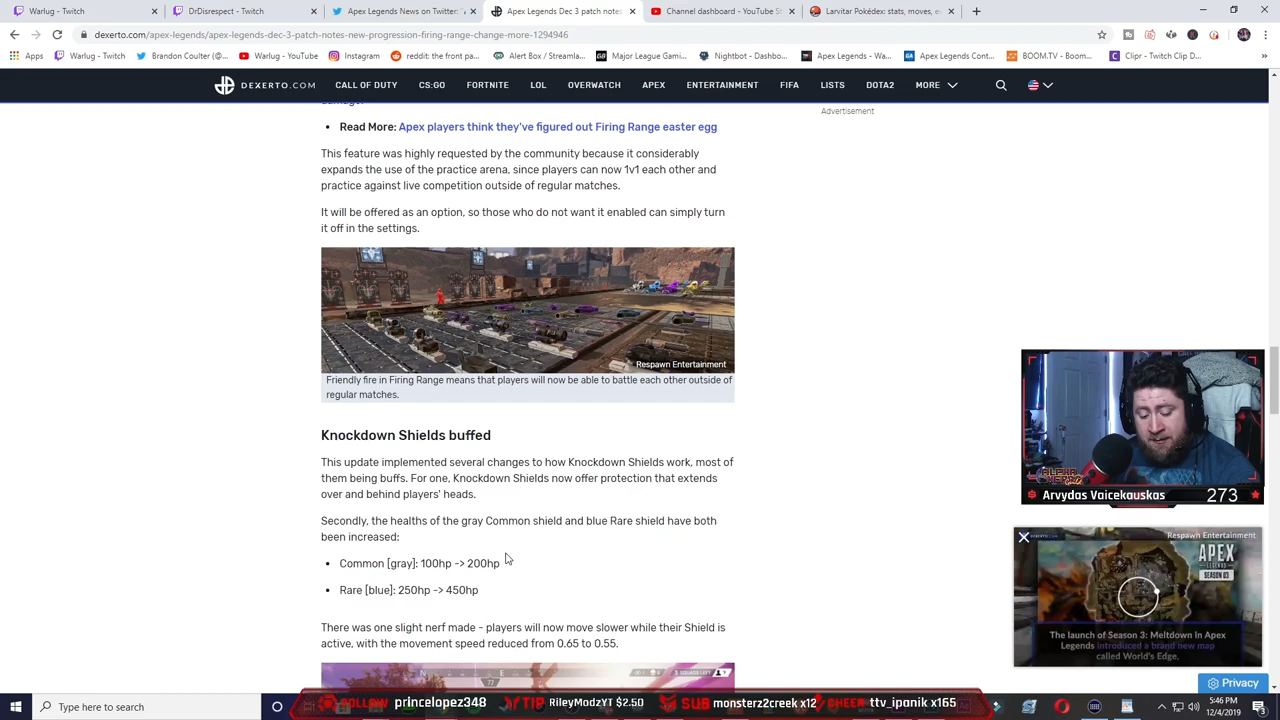 Warlug - Twitch
DrDisrespect - Twitch
Apex Legends News on Twitter:
Apex Legends Dec 3 patch notes
Channel dashboard - YouTube St
Larvitar Pokédex: stats, moves, e
dexerto.com/apex-legends/apex-legends-dec-3-patch-notes-new-progression-firing-range-change-more-1294946
Apps
Warlug - Twitch
Brandon Coulter (@...
Warlug - YouTube
Instagram
reddit: the front pa...
Alert Box / Streamla...
Major League Gami...
Nightbot - Dashbo...
Apex Legends - Wa...
Apex Legends Cont...
BOOM.TV - Boom...
Clipr - Twitch Clip D...
DEXERTO.COM
CALL OF DUTY
CS:GO
FORTNITE
LOL
OVERWATCH
APEX
ENTERTAINMENT
FIFA
LISTS
DOTA2
MORE
damage.
Advertisement
Read More: Apex players think they've figured out Firing Range easter egg
This feature was highly requested by the community because it considerably
expands the use of the practice arena, since players can now 1v1 each other and
practice against live competition outside of regular matches.
It will be offered as an option, so those who do not want it enabled can simply turn
it off in the settings.
Respawn Entertainment
Friendly fire in Firing Range means that players will now be able to battle each other outside of
regular matches.
Knockdown Shields buffed
This update implemented several changes to how Knockdown Shields work, most of
them being buffs. For one, Knockdown Shields now offer protection that extends
over and behind players' heads.
Secondly, the healths of the gray Common shield and blue Rare shield have both
been increased:
Common [gray]: 100hp -> 200hp
Rare [blue]: 250hp -> 450hp
There was one slight nerf made - players will now move slower while their Shield is
active, with the movement speed reduced from 0.65 to 0.55.
77
Arvydas Vaicekauskas
273
DEXERTO.COM
Respawn Entertainment
APEX
LEGENDS
SEASON 03
The launch of Season 3: Meltdown in Apex
Legends introduced a brand new map
called World's Edge,
Privacy
Type here to search
FOLLOW princelopez348
TIP RileyModzYT $2.50
SUB monsterz2creek x12
CHEER ttv_ipanik x165
5:46 PM
12/4/2019